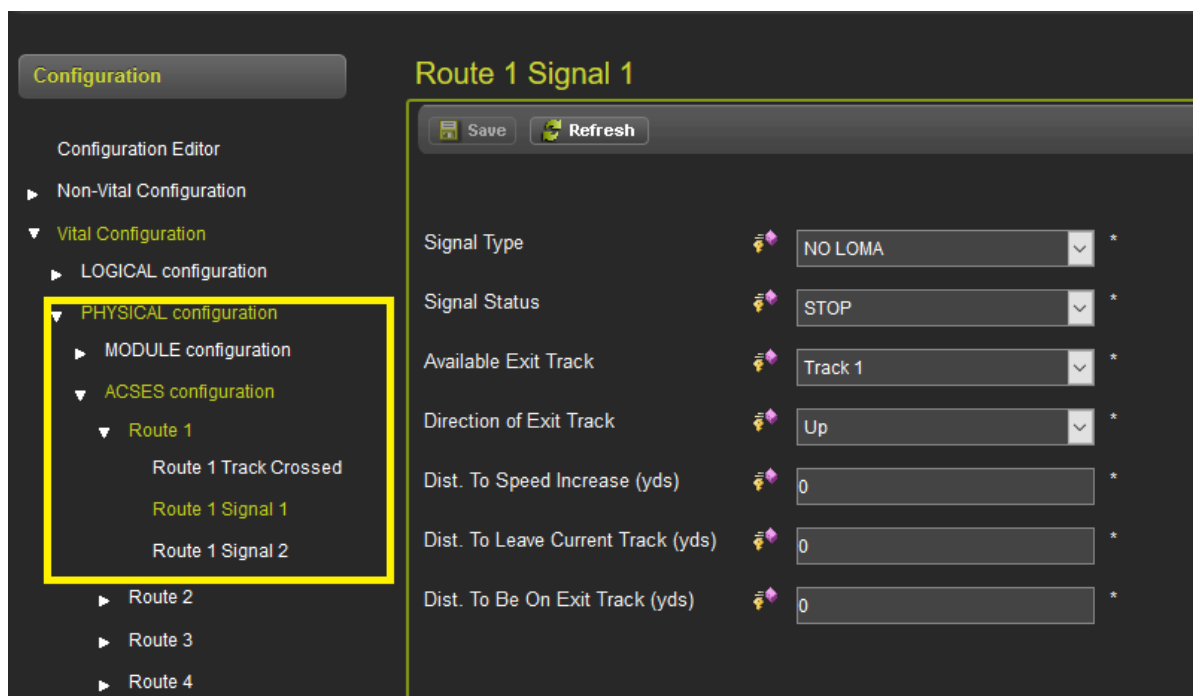 Configuration
Configuration Editor
Non-Vital Configuration
Vital Configuration
LOGICAL configuration
PHYSICAL configuration
MODULE configuration
ACSES configuration
Route 1
Route 1 Track Crossed
Route 1 Signal 1
Route 1 Signal 2
Route 2
Route 3
Route 4
Route 1 Signal 1
Save Refresh
Signal Type NO LOMA *
Signal Status STOP *
Available Exit Track Track 1 *
Direction of Exit Track Up *
Dist. To Speed Increase (yds) 0 *
Dist. To Leave Current Track (yds) 0 *
Dist. To Be On Exit Track (yds) 0 *